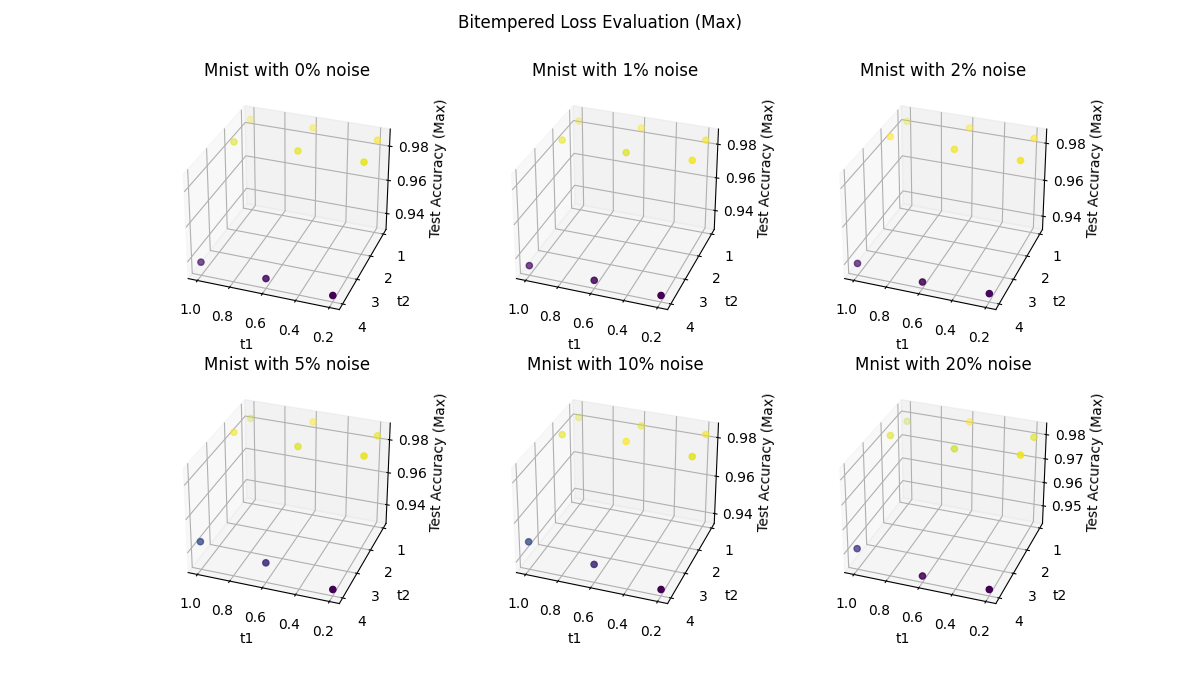 Bitempered Loss Evaluation (Max)
Mnist with 0% noise
0.98
0.96
0.94
Test Accuracy (Max)
1
2
3
4
t2
1.0
0.8
0.6
0.4
0.2
t1
Mnist with 1% noise
0.98
0.96
0.94
Test Accuracy (Max)
1
2
3
4
t2
1.0
0.8
0.6
0.4
0.2
t1
Mnist with 2% noise
0.98
0.96
0.94
Test Accuracy (Max)
1
2
3
4
t2
1.0
0.8
0.6
0.4
0.2
t1
Mnist with 5% noise
0.98
0.96
0.94
Test Accuracy (Max)
1
2
3
4
t2
1.0
0.8
0.6
0.4
0.2
t1
Mnist with 10% noise
0.98
0.96
0.94
Test Accuracy (Max)
1
2
3
4
t2
1.0
0.8
0.6
0.4
0.2
t1
Mnist with 20% noise
0.98
0.97
0.96
0.95
Test Accuracy (Max)
1
2
3
4
t2
1.0
0.8
0.6
0.4
0.2
t1